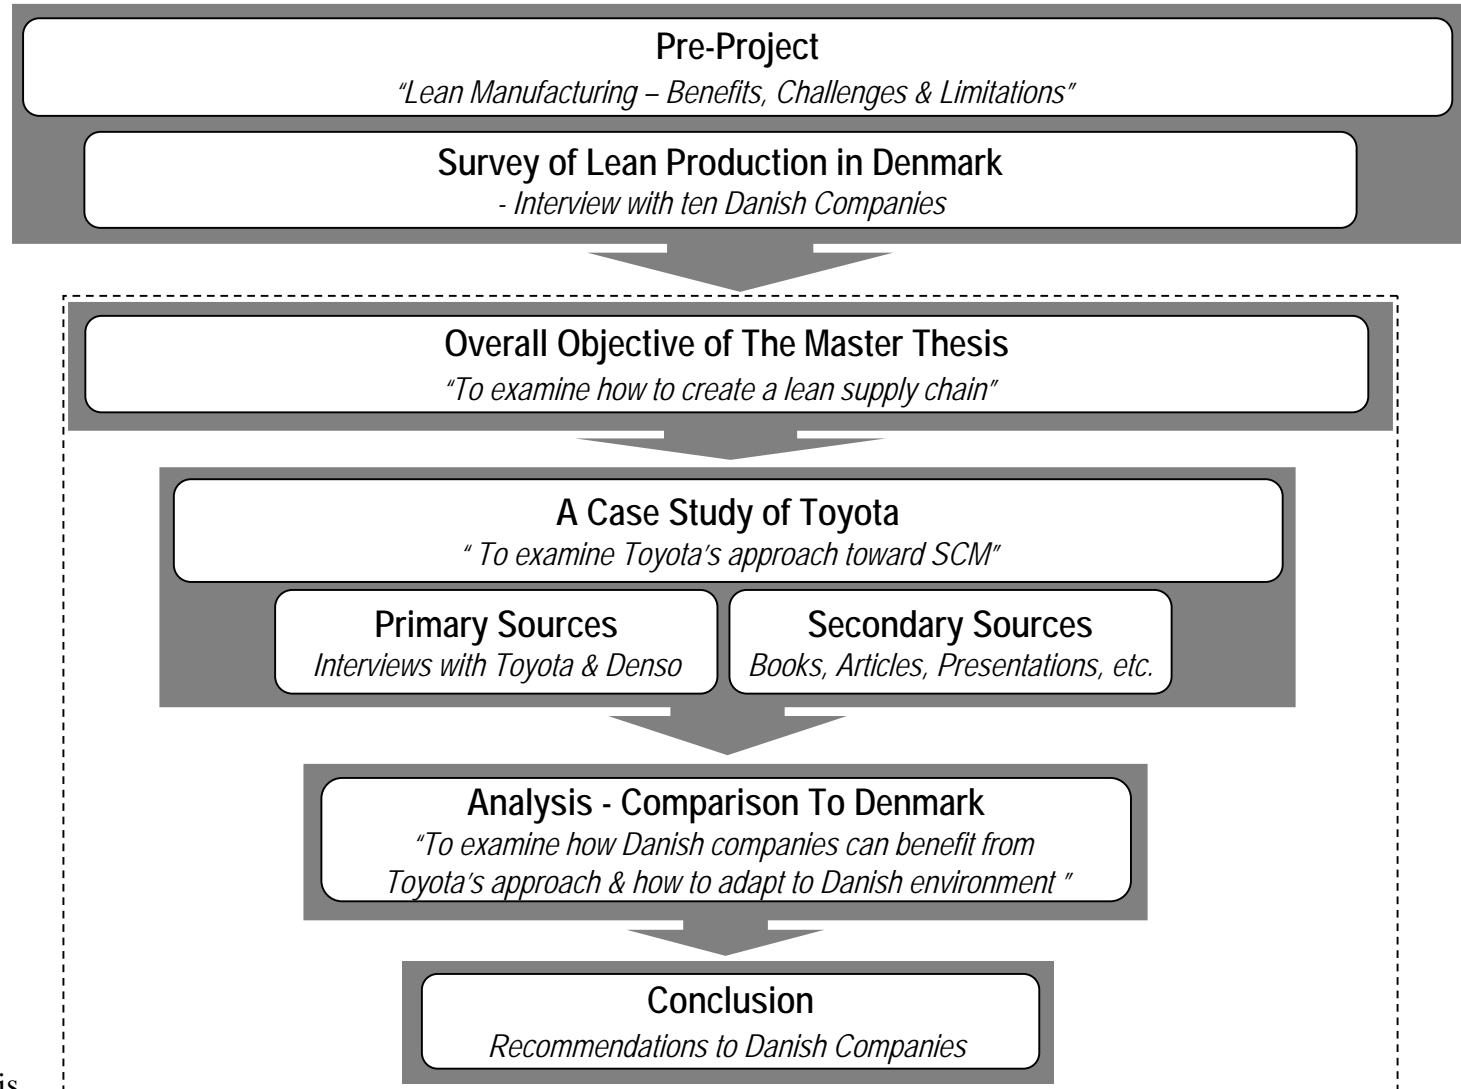 Pre-Project
“Lean Manufacturing – Benefits, Challenges & Limitations”
Survey of Lean Production in Denmark
- Interview with ten Danish Companies
Overall Objective of The Master Thesis
“To examine how to create a lean supply chain”
A Case Study of Toyota
“ To examine Toyota’s approach toward SCM”
Primary Sources
Interviews with Toyota & Denso
Secondary Sources
Books, Articles, Presentations, etc.
Analysis - Comparison To Denmark
“To examine how Danish companies can benefit from
Toyota’s approach & how to adapt to Danish environment ”
Conclusion
Recommendations to Danish Companies